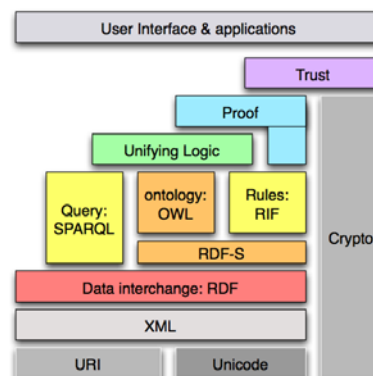 User Interface & applications
Trust
Proof
Unifying Logic
Query:
SPARQL
ontology:
OWL
Rules:
RIF
RDF-S
Crypto
Data interchange: RDF
XML
URI
Unicode